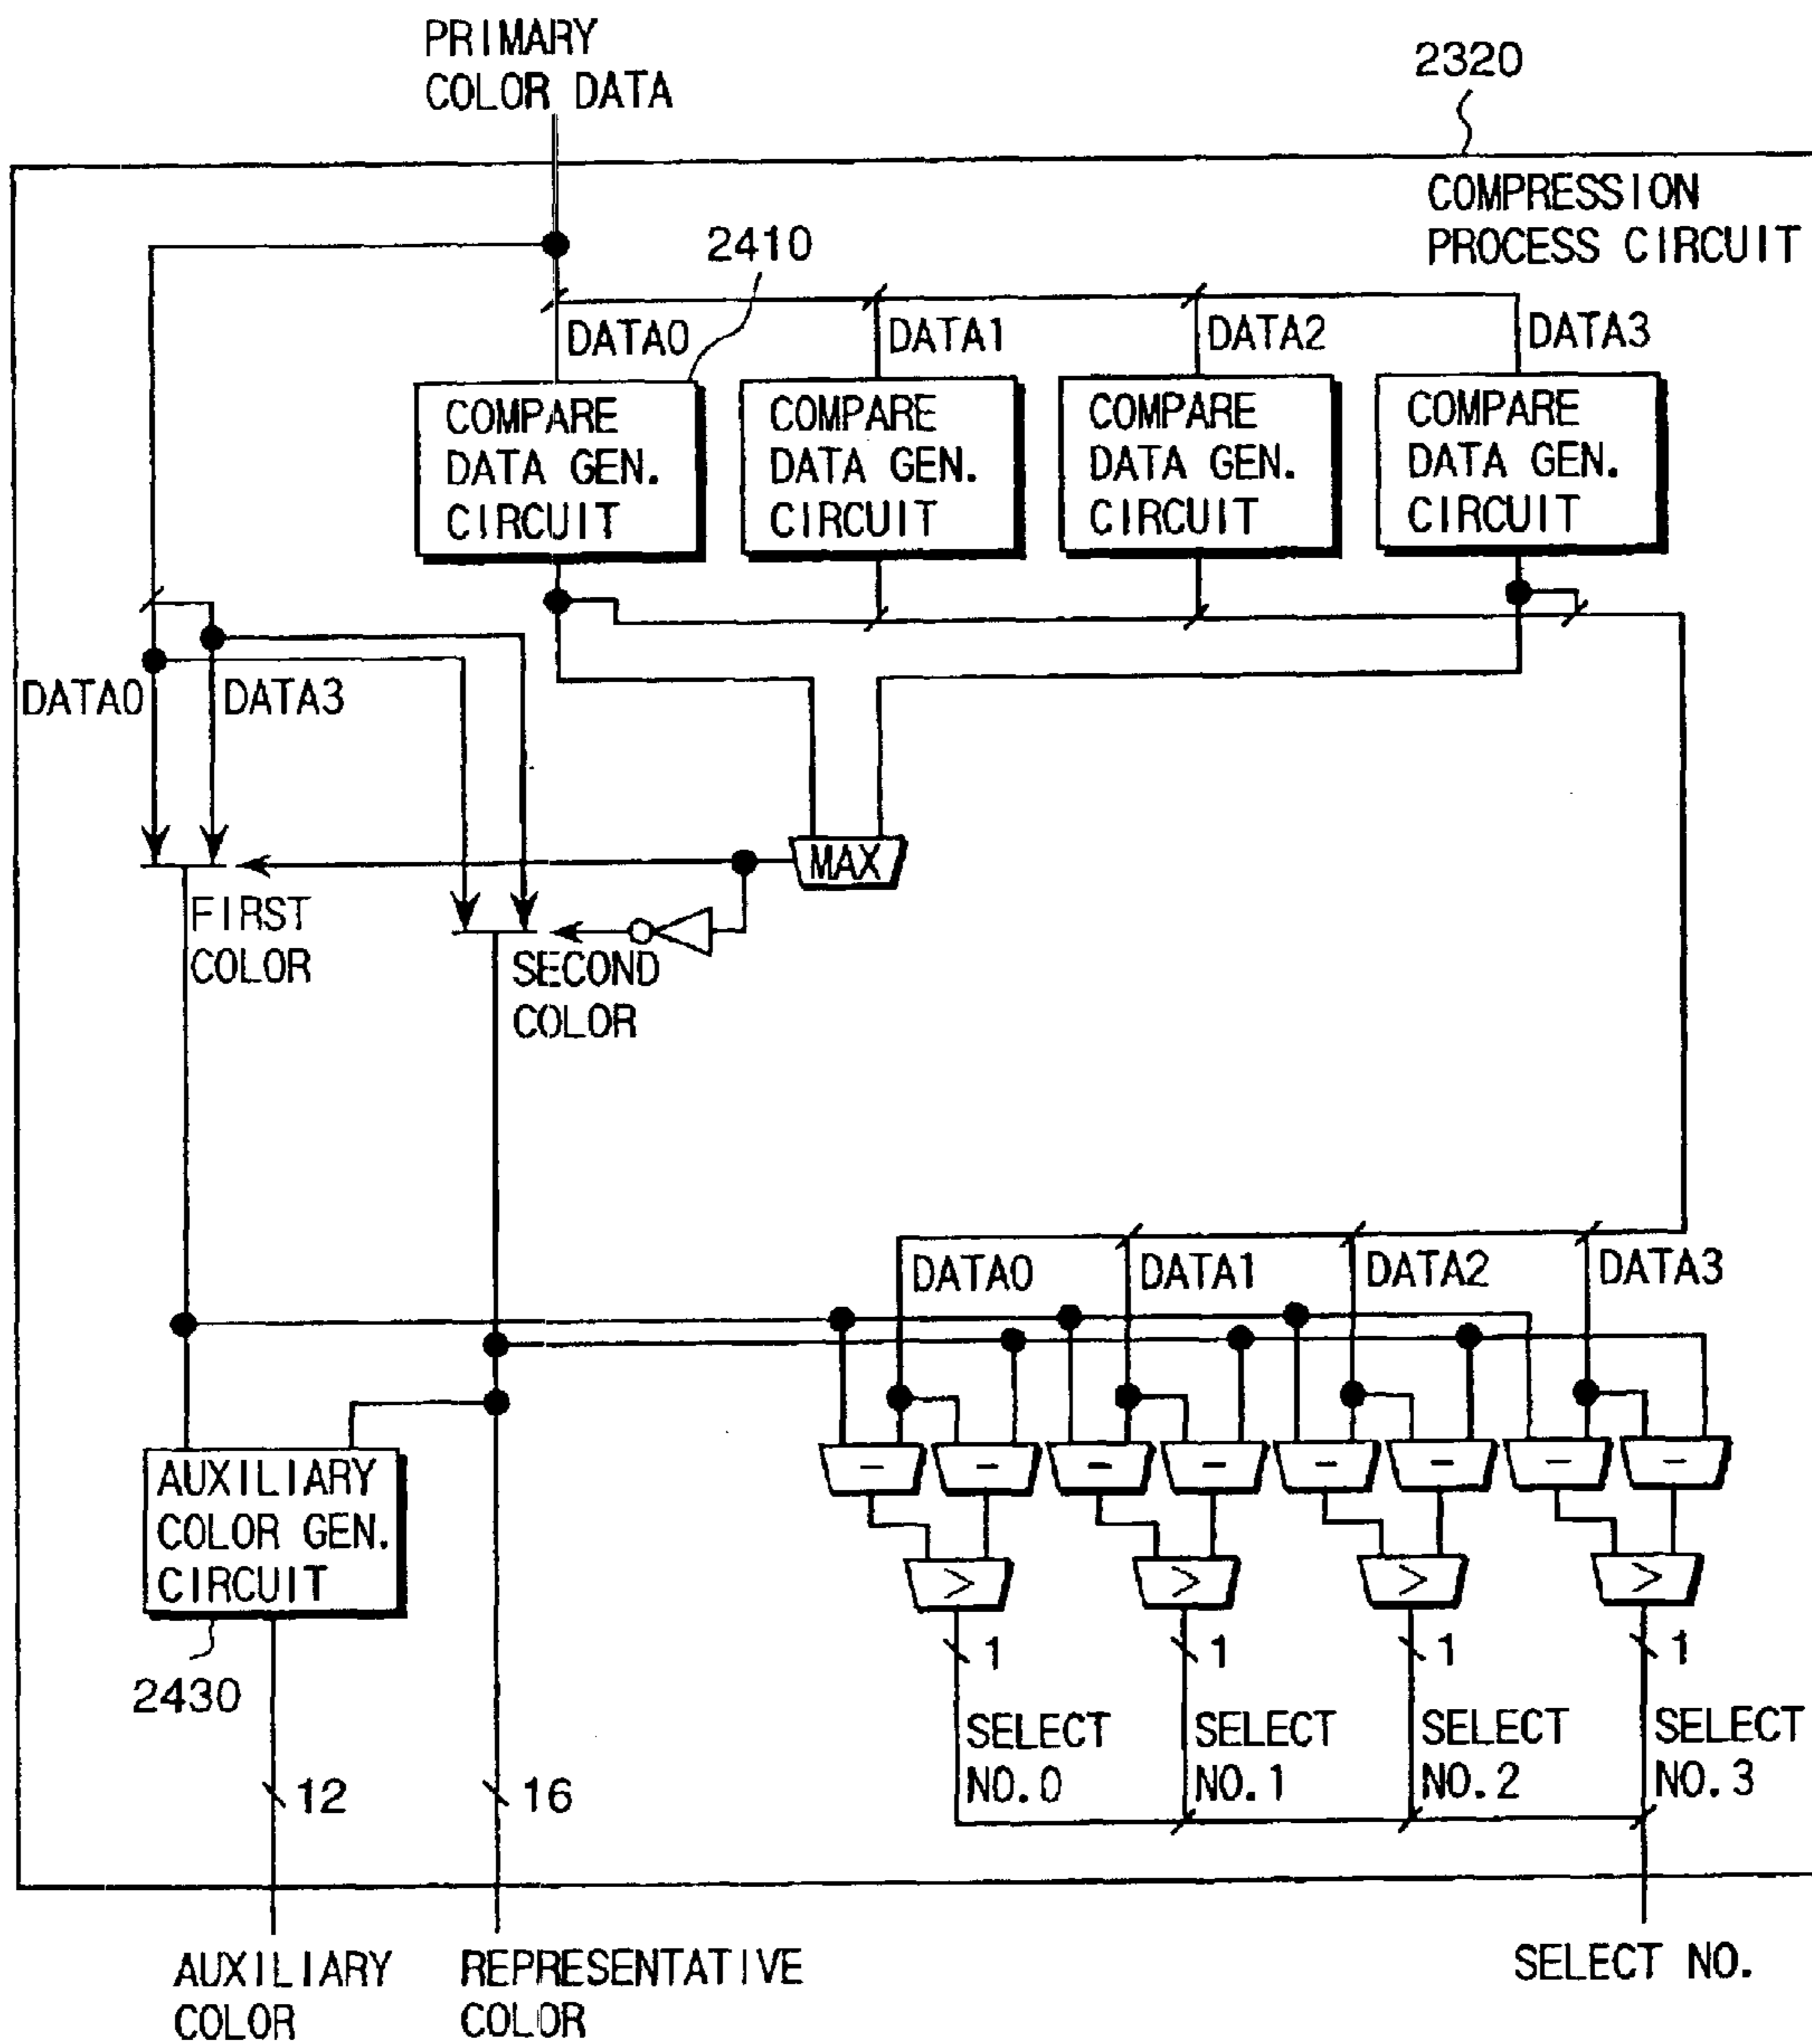 PRIMARY
COLOR DATA
2320
COMPRESSION
PROCESS CIRCUIT
2410
DATA0
DATA1
DATA2
DATA3
COMPARE
DATA GEN.
CIRCUIT
COMPARE
DATA GEN.
CIRCUIT
COMPARE
DATA GEN.
CIRCUIT
COMPARE
DATA GEN.
CIRCUIT
DATA0
DATA3
MAX
FIRST
COLOR
SECOND
COLOR
DATA0
DATA1
DATA2
DATA3
AUXILIARY
COLOR GEN.
CIRCUIT
2430
−
−
−
−
−
−
−
−
>
>
>
>
1
1
1
1
SELECT
NO.0
SELECT
NO.1
SELECT
NO.2
SELECT
NO.3
12
16
AUXILIARY
COLOR
REPRESENTATIVE
COLOR
SELECT NO.